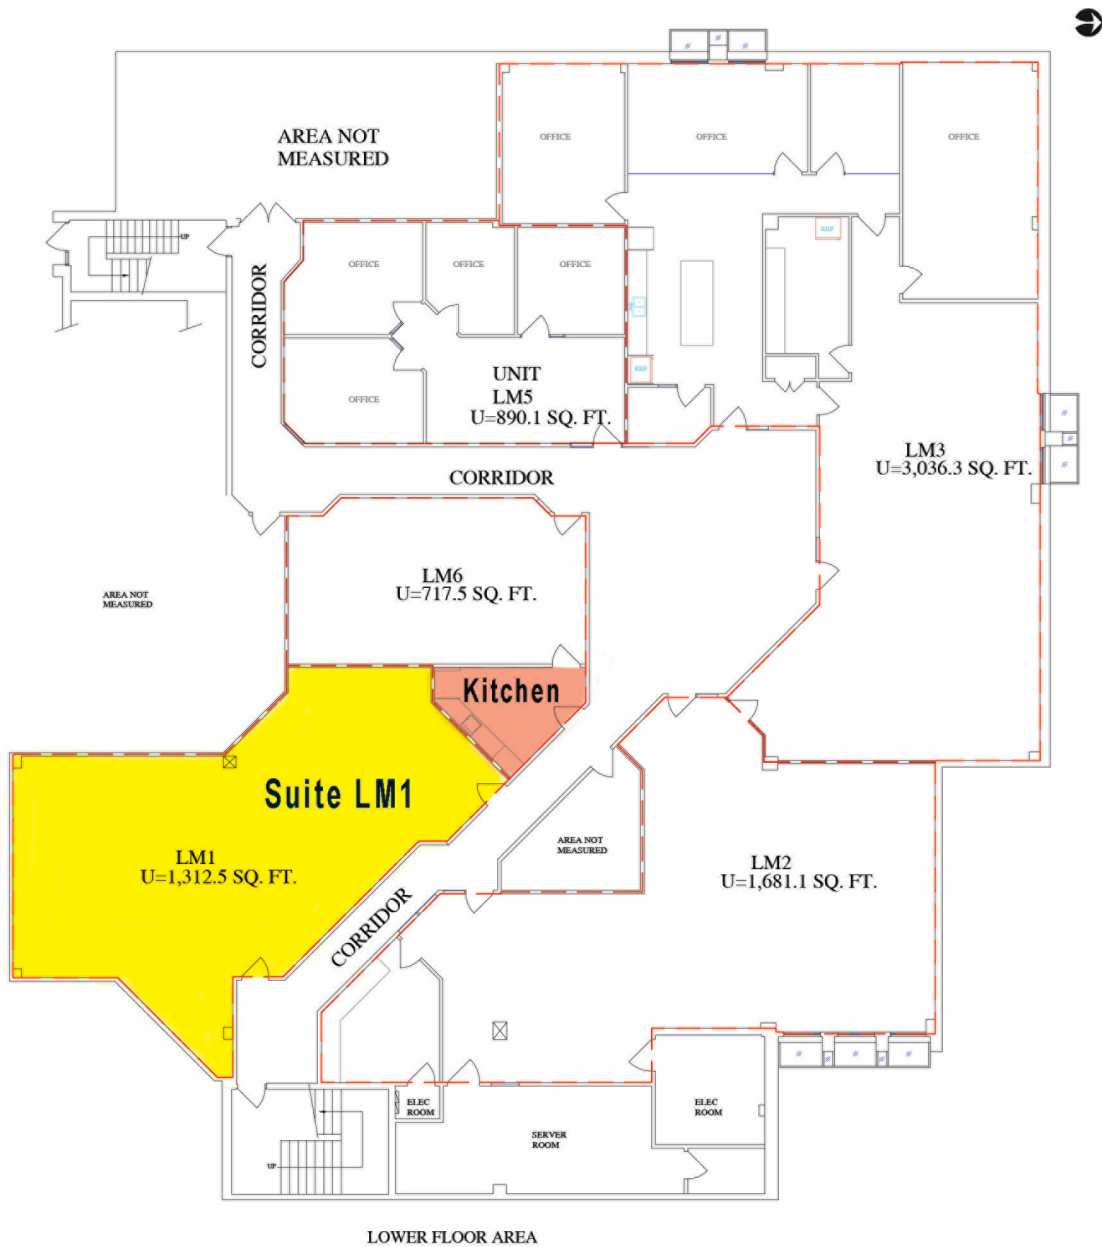 AREA NOT
MEASURED
OFFICE
OFFICE
OFFICE
UP
REF
CORRIDOR
OFFICE
OFFICE
OFFICE
REF
UNIT
LM5
U=890.1 SQ. FT.
OFFICE
LM3
U=3,036.3 SQ. FT.
CORRIDOR
LM6
U=717.5 SQ. FT.
AREA NOT
MEASURED
Kitchen
Suite LM1
LM1
U=1,312.5 SQ. FT.
AREA NOT
MEASURED
LM2
U=1,681.1 SQ. FT.
CORRIDOR
ELEC
ROOM
ELEC
ROOM
SERVER
ROOM
UP
LOWER FLOOR AREA